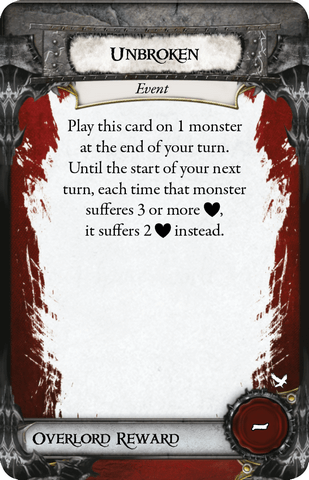 Unbroken
Event
Play this card on 1 monster
at the end of your turn.
Until the start of your next
turn, each time that monster
sufferes 3 or more ♥,
it suffers 2 ♥ instead.
Overlord Reward
-